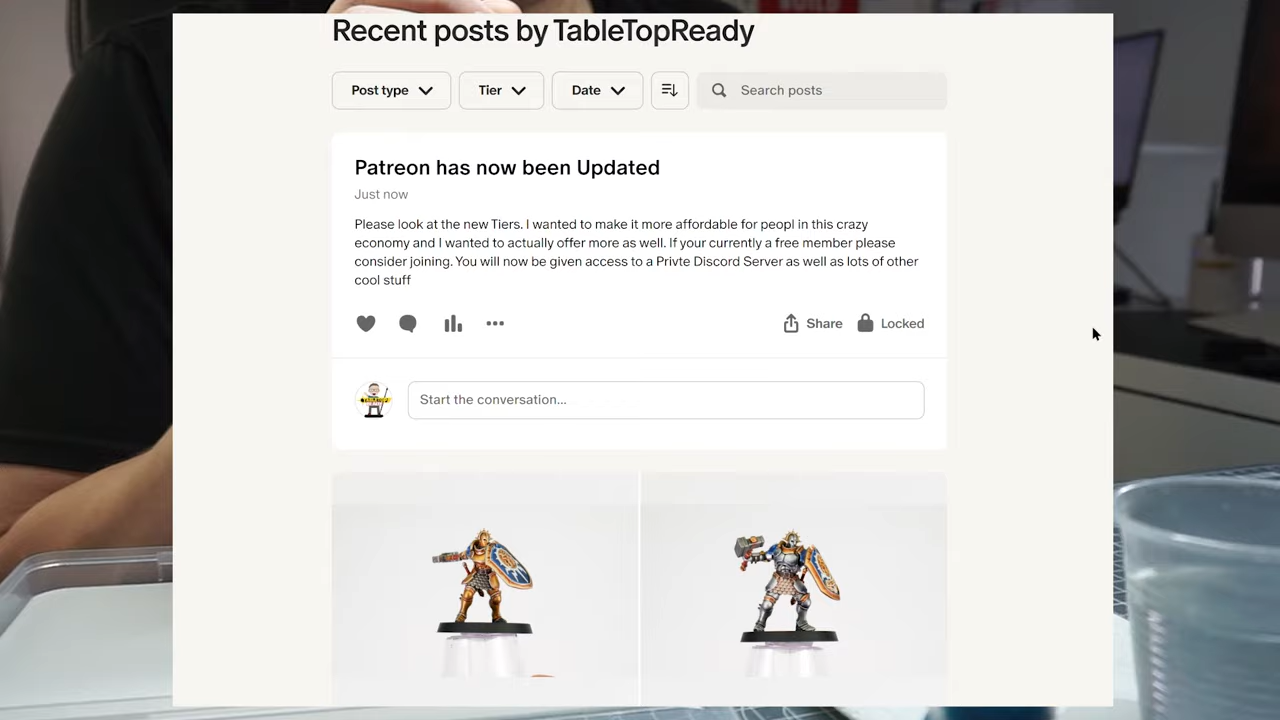 Recent posts by TableTopReady
Post type
Tier
Date
Search posts
Patreon has now been Updated
Just now
Please look at the new Tiers. I wanted to make it more affordable for peopl in this crazy
economy and I wanted to actually offer more as well. If your currently a free member please
consider joining. You will now be given access to a Privte Discord Server as well as lots of other
cool stuff
Share
Locked
Start the conversation...